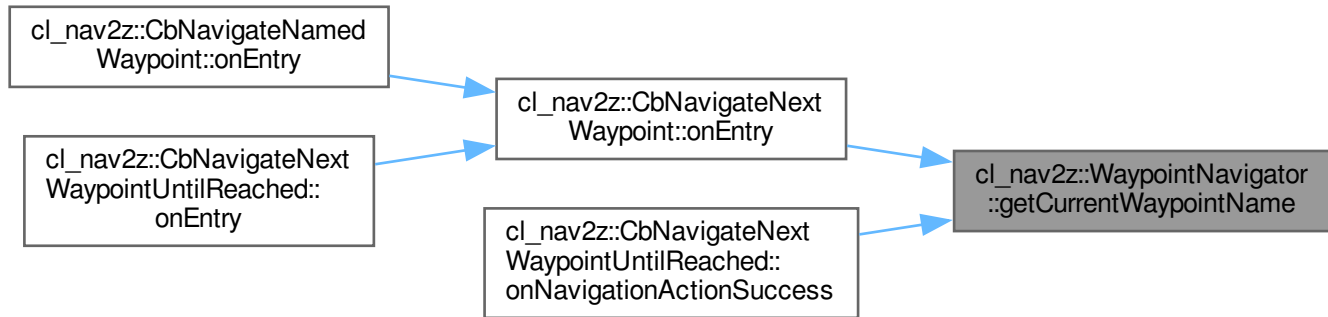 cl_nav2z::CbNavigateNamed
Waypoint::onEntry
cl_nav2z::CbNavigateNext
WaypointUntilReached::
onEntry
cl_nav2z::CbNavigateNext
Waypoint::onEntry
cl_nav2z::CbNavigateNext
WaypointUntilReached::
onNavigationActionSuccess
cl_nav2z::WaypointNavigator
::getCurrentWaypointName